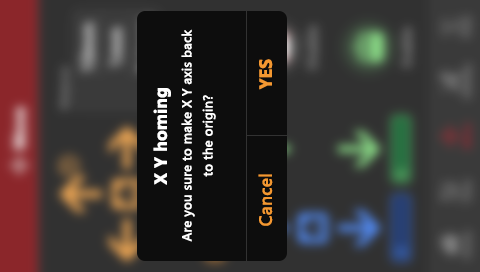 X Y homing
Are you sure to make X Y axis back
to the origin?
Cancel
YES